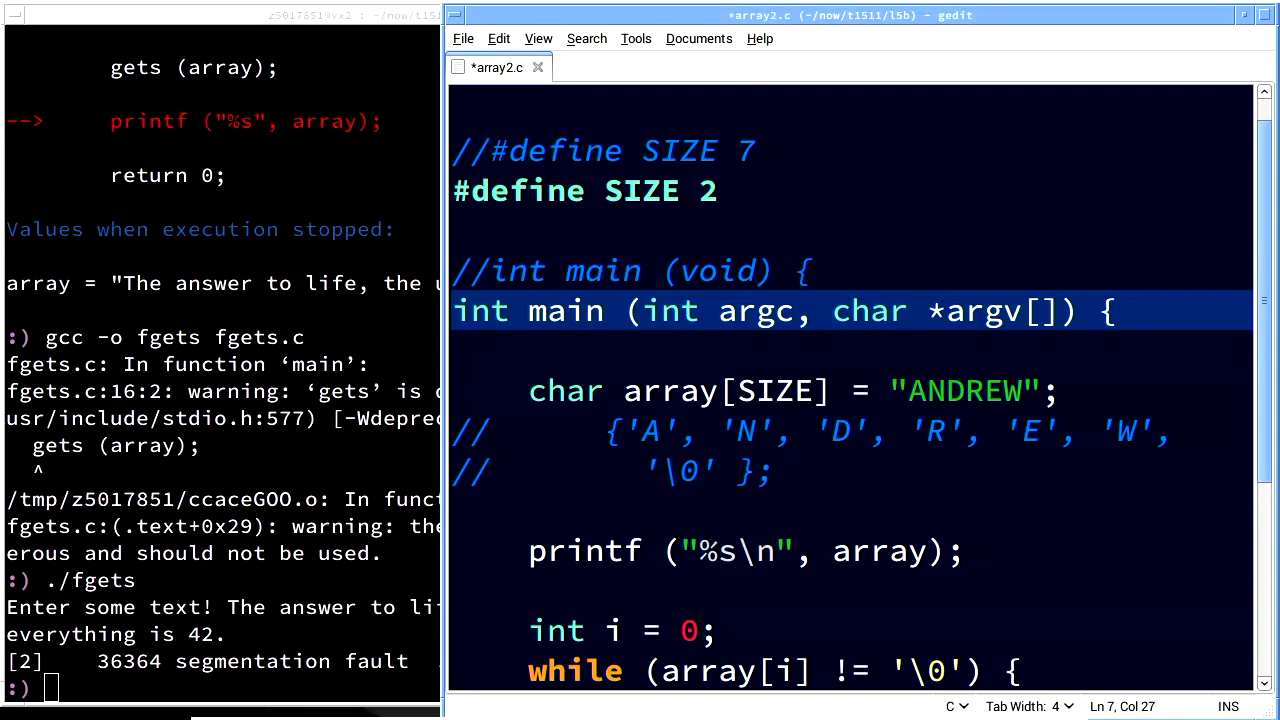 z5017851@vx2 : ~/now/t151
gets (array);
--> printf ("%s", array);
return 0;
Values when execution stopped:
array = "The answer to life, the u
:) gcc -o fgets fgets.c
fgets.c: In function ‘main’:
fgets.c:16:2: warning: ‘gets’ is
usr/include/stdio.h:577) [-Wdeprec
gets (array);
^
/tmp/z5017851/ccaceGOO.o: In funct
fgets.c:(.text+0x29): warning: the
erous and should not be used.
:) ./fgets
Enter some text! The answer to lif
everything is 42.
[2] 36364 segmentation fault
:)
*array2.c (~/now/t1511/l5b) - gedit
File Edit View Search Tools Documents Help
*array2.c
//#define SIZE 7
#define SIZE 2
//int main (void) {
int main (int argc, char *argv[]) {
char array[SIZE] = "ANDREW";
// {'A', 'N', 'D', 'R', 'E', 'W',
// '\0' };
printf ("%s\n", array);
int i = 0;
while (array[i] != '\0') {
C Tab Width: 4 Ln 7, Col 27 INS